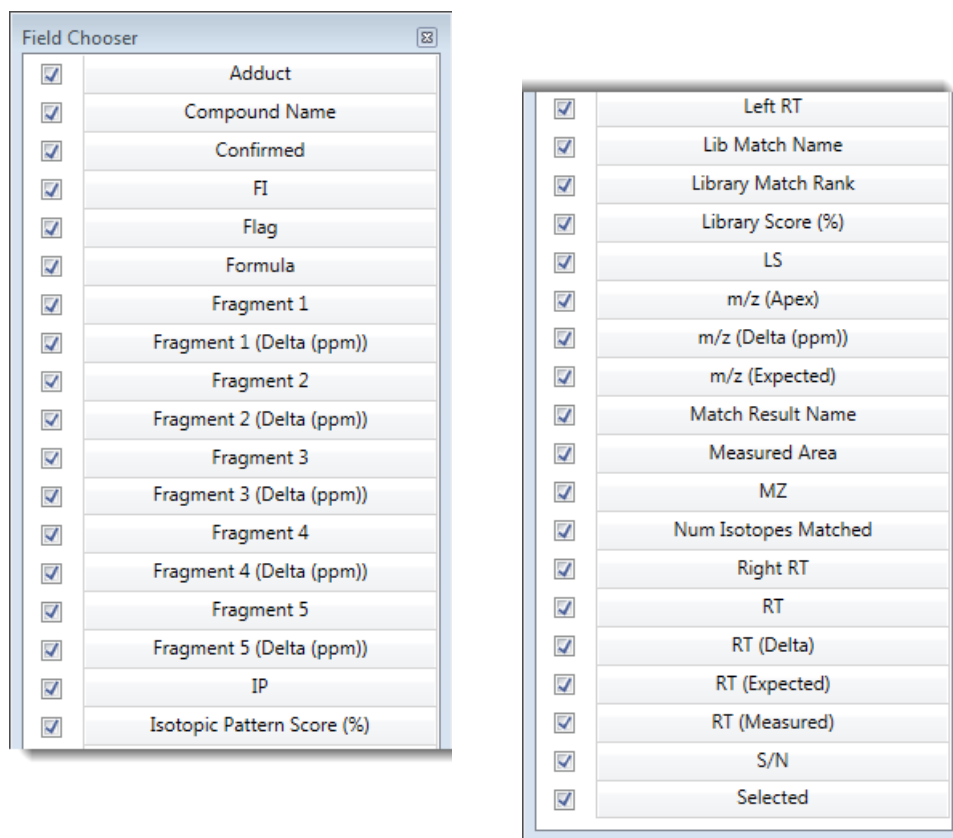 Field Chooser
Adduct
Compound Name
Confirmed
FI
Flag
Formula
Fragment 1
Fragment 1 (Delta (ppm))
Fragment 2
Fragment 2 (Delta (ppm))
Fragment 3
Fragment 3 (Delta (ppm))
Fragment 4
Fragment 4 (Delta (ppm))
Fragment 5
Fragment 5 (Delta (ppm))
IP
Isotopic Pattern Score (%)
Left RT
Lib Match Name
Library Match Rank
Library Score (%)
LS
m/z (Apex)
m/z (Delta (ppm))
m/z (Expected)
Match Result Name
Measured Area
MZ
Num Isotopes Matched
Right RT
RT
RT (Delta)
RT (Expected)
RT (Measured)
S/N
Selected